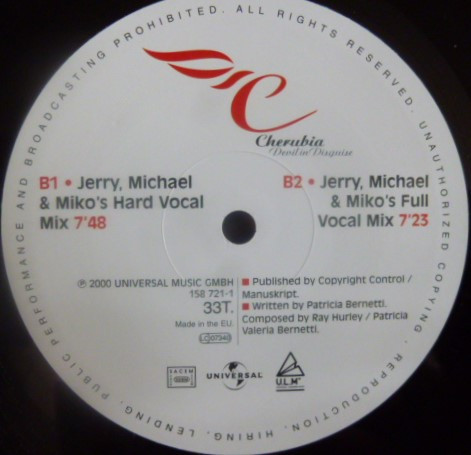 PUBLIC PERFORMANCE AND BROADCASTING PROHIBITED. ALL RIGHTS RESERVED. UNAUTHORIZED COPYING. REPRODUCTION, HIRING, LENDING,
Cherubia
Devil in Disguise
B1 • Jerry, Michael
& Miko's Hard Vocal
Mix 7'48
B2 • Jerry, Michael
& Miko's Full
Vocal Mix 7'23
℗ 2000 UNIVERSAL MUSIC GMBH
158 721-1
33T.
Made in the EU.
LC 07340
■ Published by Copyright Control /
Manuskript.
■ Written by Patricia Bernetti.
Composed by Ray Hurley / Patricia
Valeria Bernetti.
SACEM
UNIVERSAL
U.L.M